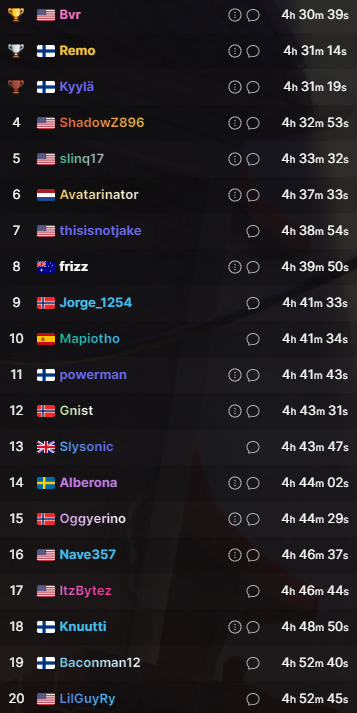 Bvr 4h 30m 39s
Remo 4h 31m 14s
Kyylä 4h 31m 19s
4 ShadowZ896 4h 32m 53s
5 slinq17 4h 33m 32s
6 Avatarinator 4h 37m 33s
7 thisisnotjake 4h 38m 54s
8 frizz 4h 39m 50s
9 Jorge_1254 4h 41m 33s
10 Mapiotho 4h 41m 34s
11 powerman 4h 41m 43s
12 Gnist 4h 43m 31s
13 Slysonic 4h 43m 47s
14 Alberona 4h 44m 02s
15 Oggyerino 4h 44m 29s
16 Nave357 4h 46m 37s
17 ItzBytez 4h 46m 44s
18 Knuutti 4h 48m 50s
19 Baconman12 4h 52m 40s
20 LilGuyRy 4h 52m 45s